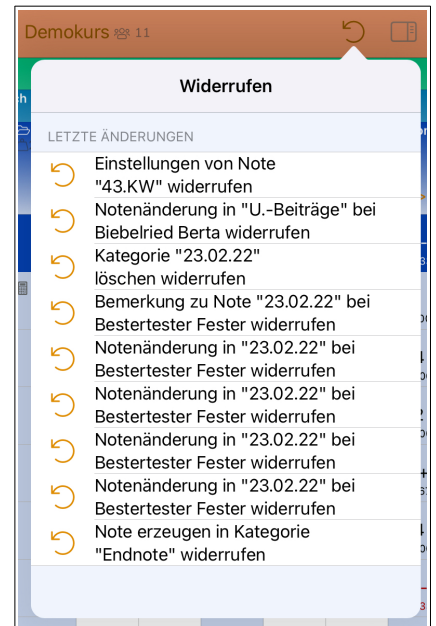 Demokurs 11
Widerrufen
LETZTE ÄNDERUNGEN
Einstellungen von Note
"43.KW" widerrufen
Notenänderung in "U.-Beiträge" bei
Biebelried Berta widerrufen
Kategorie "23.02.22"
löschen widerrufen
Bemerkung zu Note "23.02.22" bei
Bestertester Fester widerrufen
Notenänderung in "23.02.22" bei
Bestertester Fester widerrufen
Notenänderung in "23.02.22" bei
Bestertester Fester widerrufen
Notenänderung in "23.02.22" bei
Bestertester Fester widerrufen
Notenänderung in "23.02.22" bei
Bestertester Fester widerrufen
Note erzeugen in Kategorie
"Endnote" widerrufen